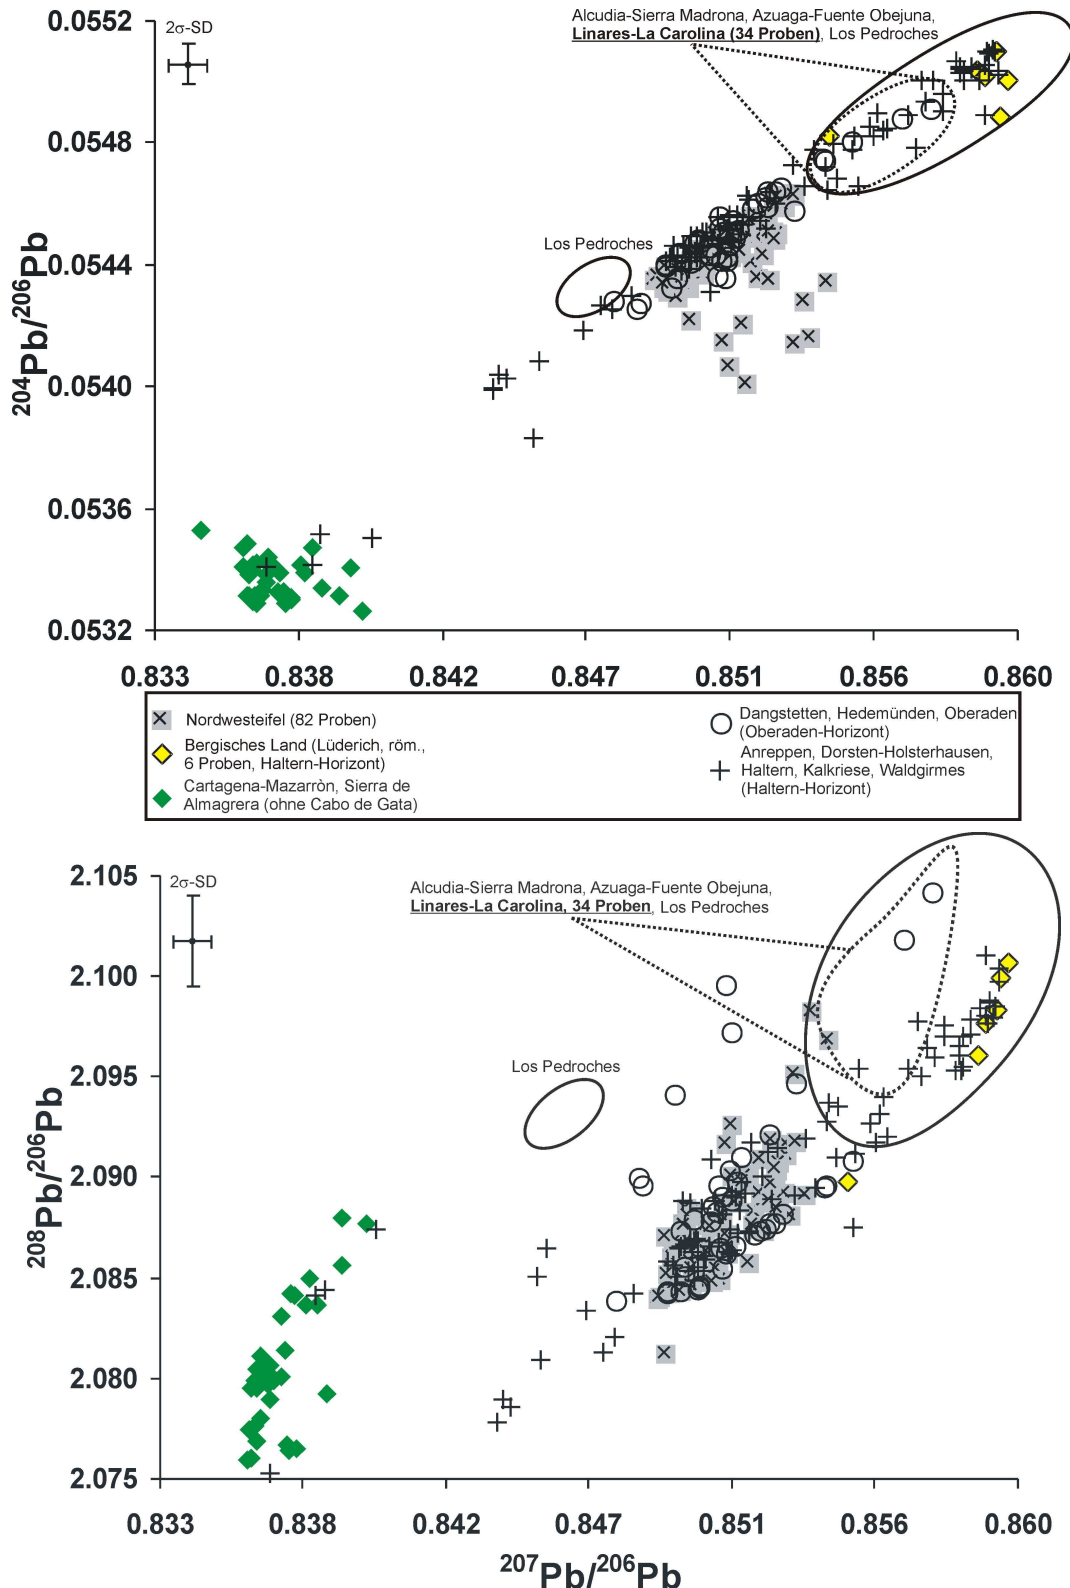 Alcudia-Sierra Madrona, Azuaga-Fuente Obejuna,
Linares-La Carolina (34 Proben), Los Pedroches
0.0552
2σ-SD
0.0548
Los Pedroches
0.0544
204Pb/206Pb
0.0540
0.0536
0.0532
0.833 0.838 0.842 0.847 0.851 0.856 0.860
Nordwesteifel (82 Proben)
Bergisches Land (Lüderich, röm.,
6 Proben, Haltern-Horizont)
Cartagena-Mazarròn, Sierra de
Almagrera (ohne Cabo de Gata)
Dangstetten, Hedemünden, Oberaden
(Oberaden-Horizont)
Anreppen, Dorsten-Holsterhausen,
Haltern, Kalkriese, Waldgirmes
(Haltern-Horizont)
2.105
2σ-SD
Alcudia-Sierra Madrona, Azuaga-Fuente Obejuna,
Linares-La Carolina, 34 Proben, Los Pedroches
2.100
2.095
Los Pedroches
2.090
208Pb/206Pb
2.085
2.080
2.075
0.833 0.838 0.842 0.847 0.851 0.856 0.860
207Pb/206Pb